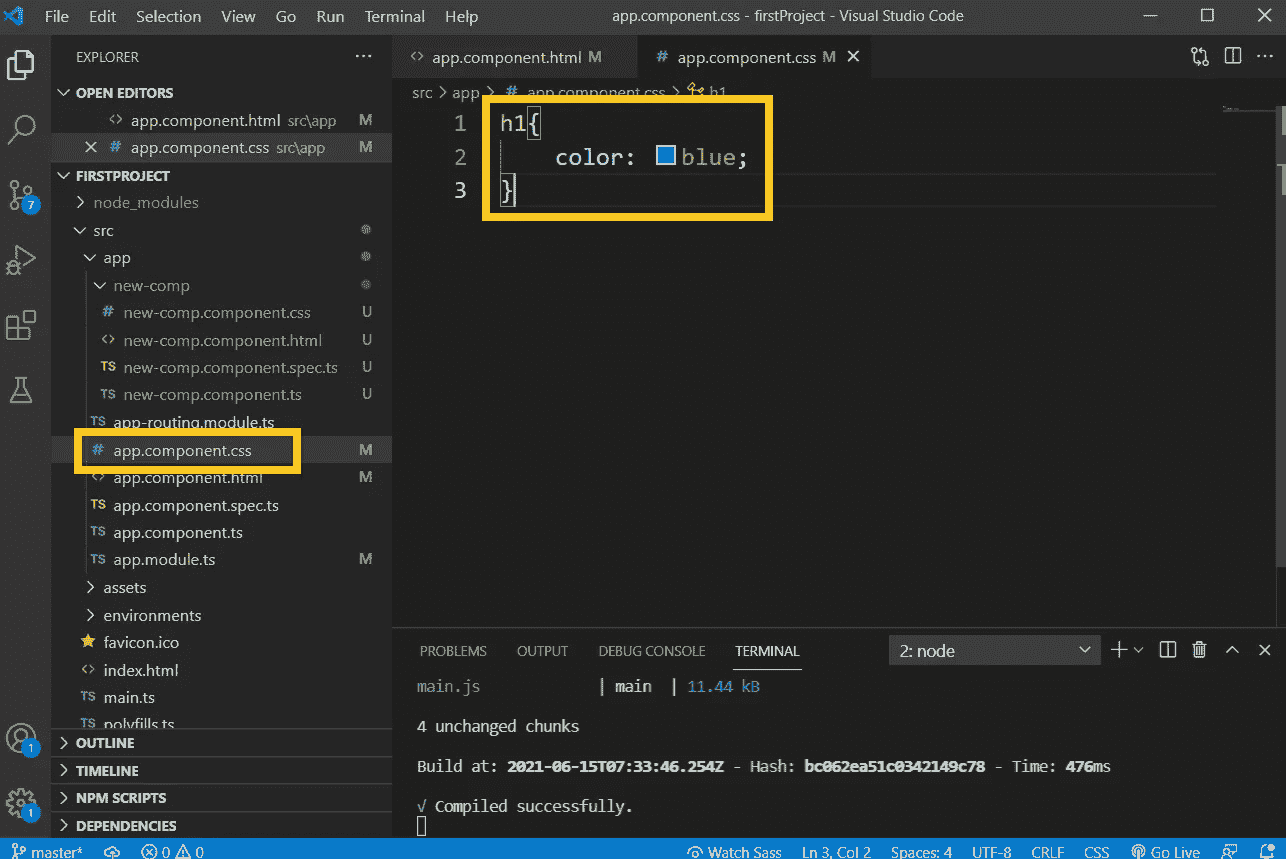 File Edit Selection View Go Run Terminal Help app.component.css - firstProject - Visual Studio Code
EXPLORER
OPEN EDITORS
app.component.html src\app M
app.component.css src\app M
FIRSTPROJECT
node_modules
src
app
new-comp
new-comp.component.css U
new-comp.component.html U
new-comp.component.spec.ts U
new-comp.component.ts U
app-routing.module.ts
app.component.css M
app.component.html M
app.component.spec.ts
app.component.ts
app.module.ts M
assets
environments
favicon.ico
index.html
main.ts
polyfills.ts
OUTLINE
TIMELINE
NPM SCRIPTS
DEPENDENCIES
7
1
1
app.component.html M app.component.css M
src > app > # app.component.css > h1
1 h1{
2 color: blue;
3 }
PROBLEMS OUTPUT DEBUG CONSOLE TERMINAL 2: node
main.js | main | 11.44 kB
4 unchanged chunks
Build at: 2021-06-15T07:33:46.254Z - Hash: bc062ea51c0342149c78 - Time: 476ms
√ Compiled successfully.
master* 0 0 Watch Sass Ln 3, Col 2 Spaces: 4 UTF-8 CRLF CSS Go Live